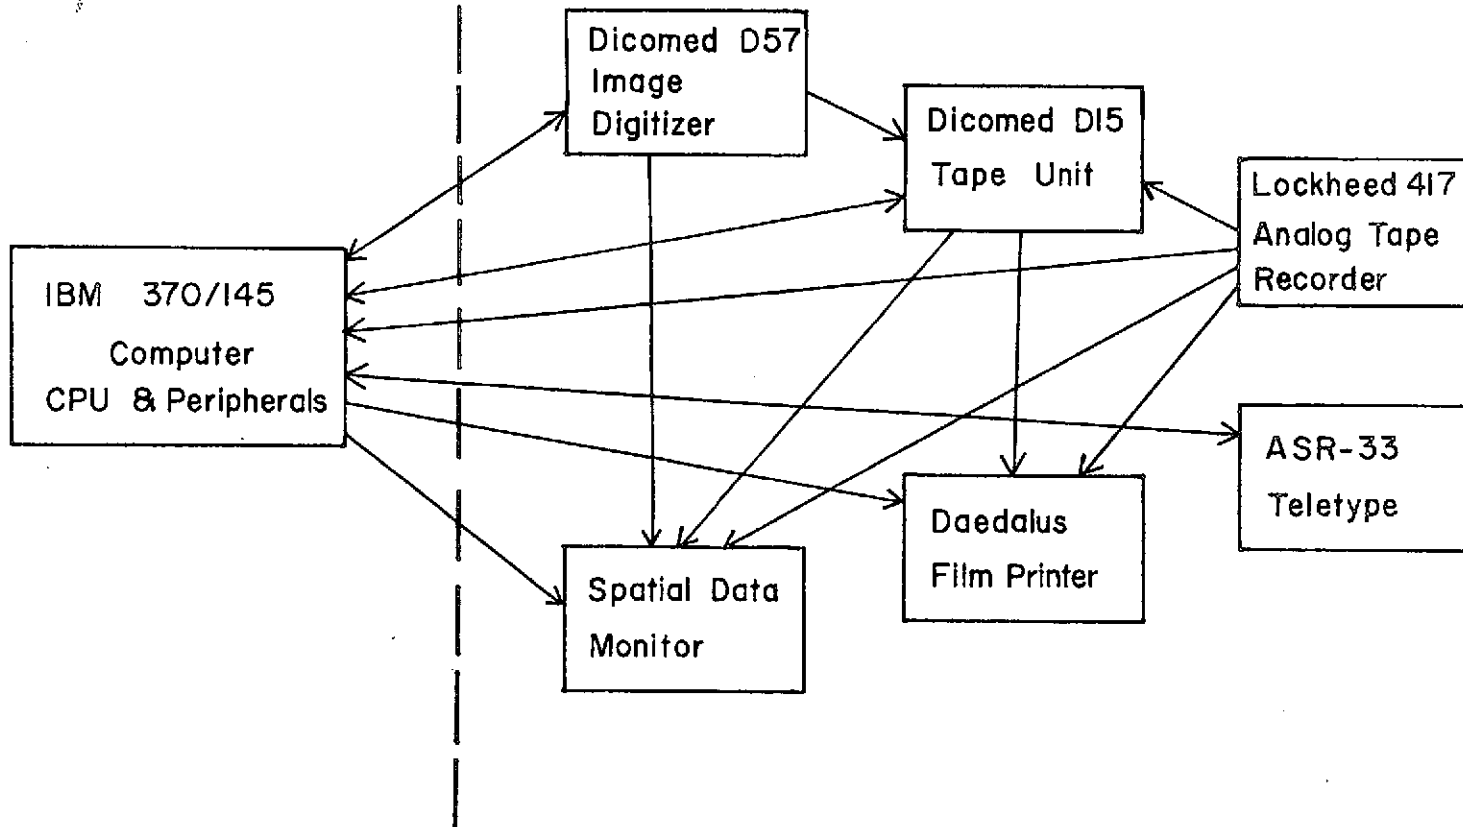 Dicomed D57
Image
Digitizer
Dicomed D15
Tape Unit
Lockheed 417
Analog Tape
Recorder
IBM 370/145
Computer
CPU & Peripherals
ASR-33
Teletype
Daedalus
Film Printer
Spatial Data
Monitor